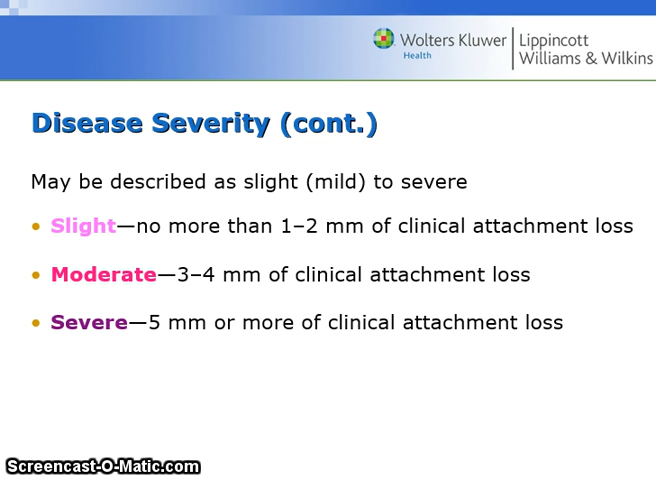 Wolters Kluwer
Health
Lippincott
Williams & Wilkins
Disease Severity (cont.)
May be described as slight (mild) to severe
• Slight—no more than 1–2 mm of clinical attachment loss
• Moderate—3–4 mm of clinical attachment loss
• Severe—5 mm or more of clinical attachment loss
Screencast-O-Matic.com